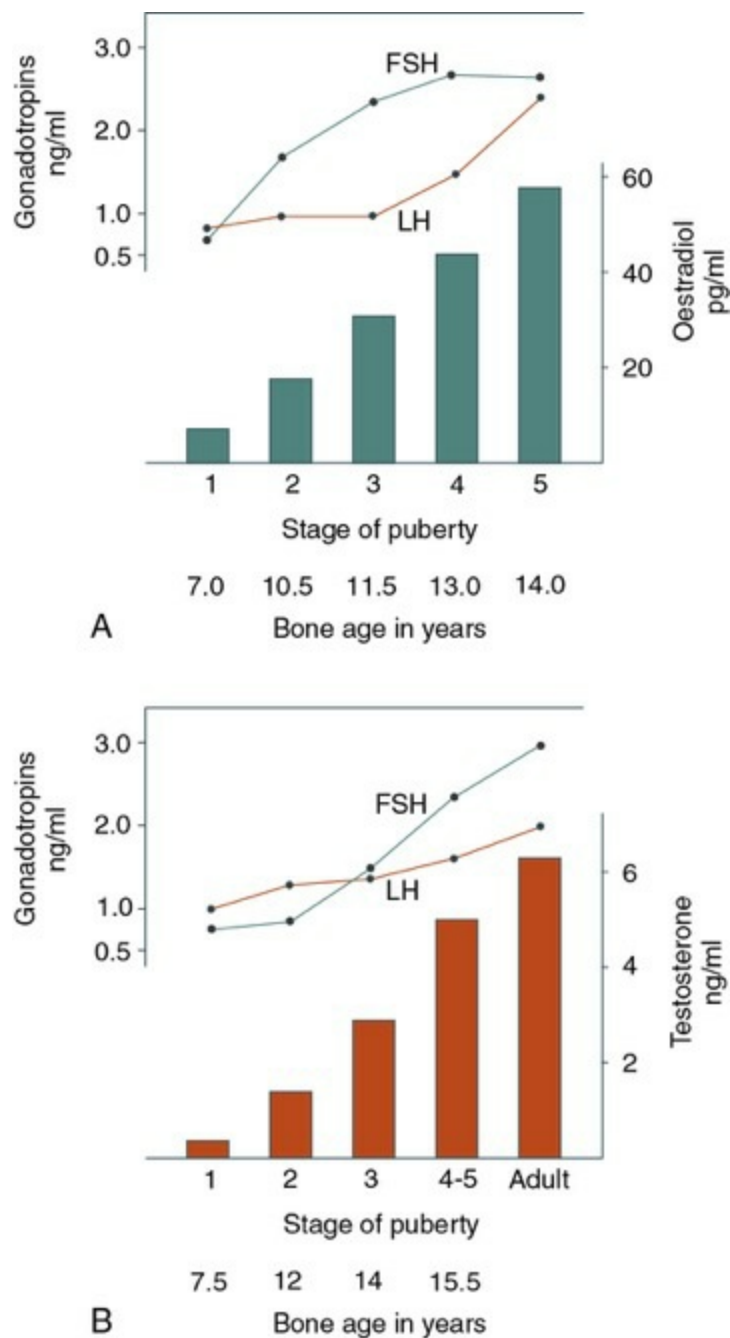 3.0
FSH
Gonadotropins
ng/ml
2.0
60
1.0
LH
0.5
40
Oestradiol
pg/ml
20
1 2 3 4 5
Stage of puberty
7.0 10.5 11.5 13.0 14.0
A Bone age in years
3.0
Gonadotropins
ng/ml
FSH
2.0
6
LH
1.0
0.5
4
Testosterone
ng/ml
2
1 2 3 4-5 Adult
Stage of puberty
7.5 12 14 15.5
B Bone age in years